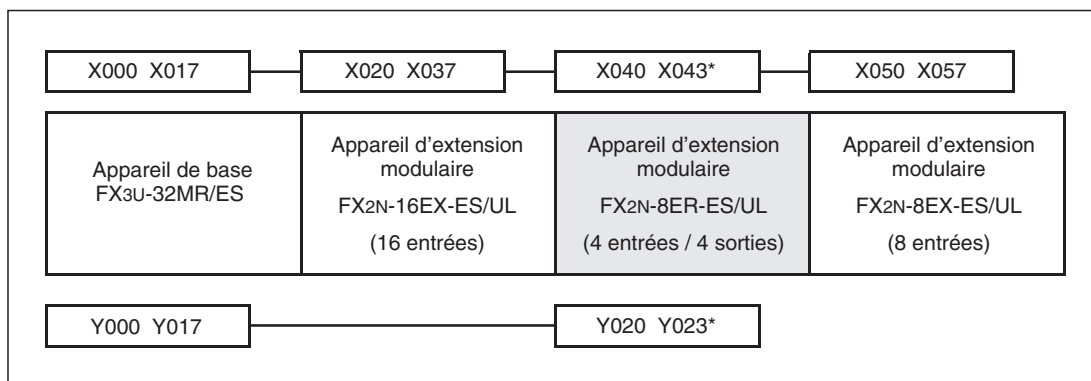 X000 X017
X020 X037
X040 X043*
X050 X057
Appareil de base
FX3U-32MR/ES
Appareil d'extension
modulaire
FX2N-16EX-ES/UL
(16 entrées)
Appareil d'extension
modulaire
FX2N-8ER-ES/UL
(4 entrées / 4 sorties)
Appareil d'extension
modulaire
FX2N-8EX-ES/UL
(8 entrées)
Y000 Y017
Y020 Y023*